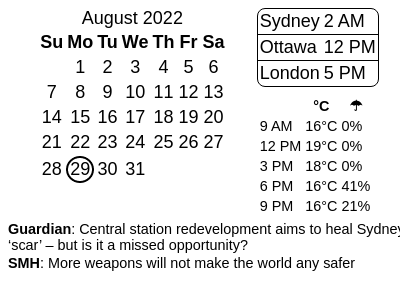 August 2022
Su Mo Tu We Th Fr Sa
1 2 3 4 5 6
7 8 9 10 11 12 13
14 15 16 17 18 19 20
21 22 23 24 25 26 27
28 29 30 31
Sydney 2 AM
Ottawa 12 PM
London 5 PM
°C ☂
9 AM 16°C 0%
12 PM 19°C 0%
3 PM 18°C 0%
6 PM 16°C 41%
9 PM 16°C 21%
Guardian: Central station redevelopment aims to heal Sydney
‘scar’ – but is it a missed opportunity?
SMH: More weapons will not make the world any safer